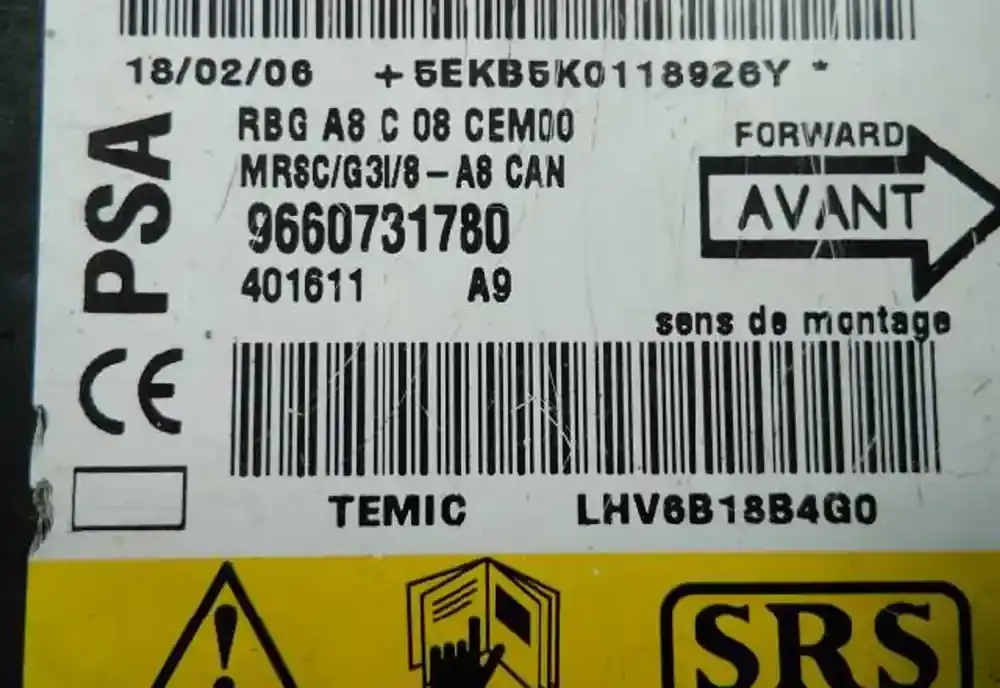 18/02/06 +5EKB5K0118926Y *
PSA
RBG A8 C 08 CEM00
MRSC/G3I/8-A8 CAN
9660731780
401611 A9
FORWARD
AVANT
sens de montage
CE
TEMIC LHV6B18B4G0
SRS